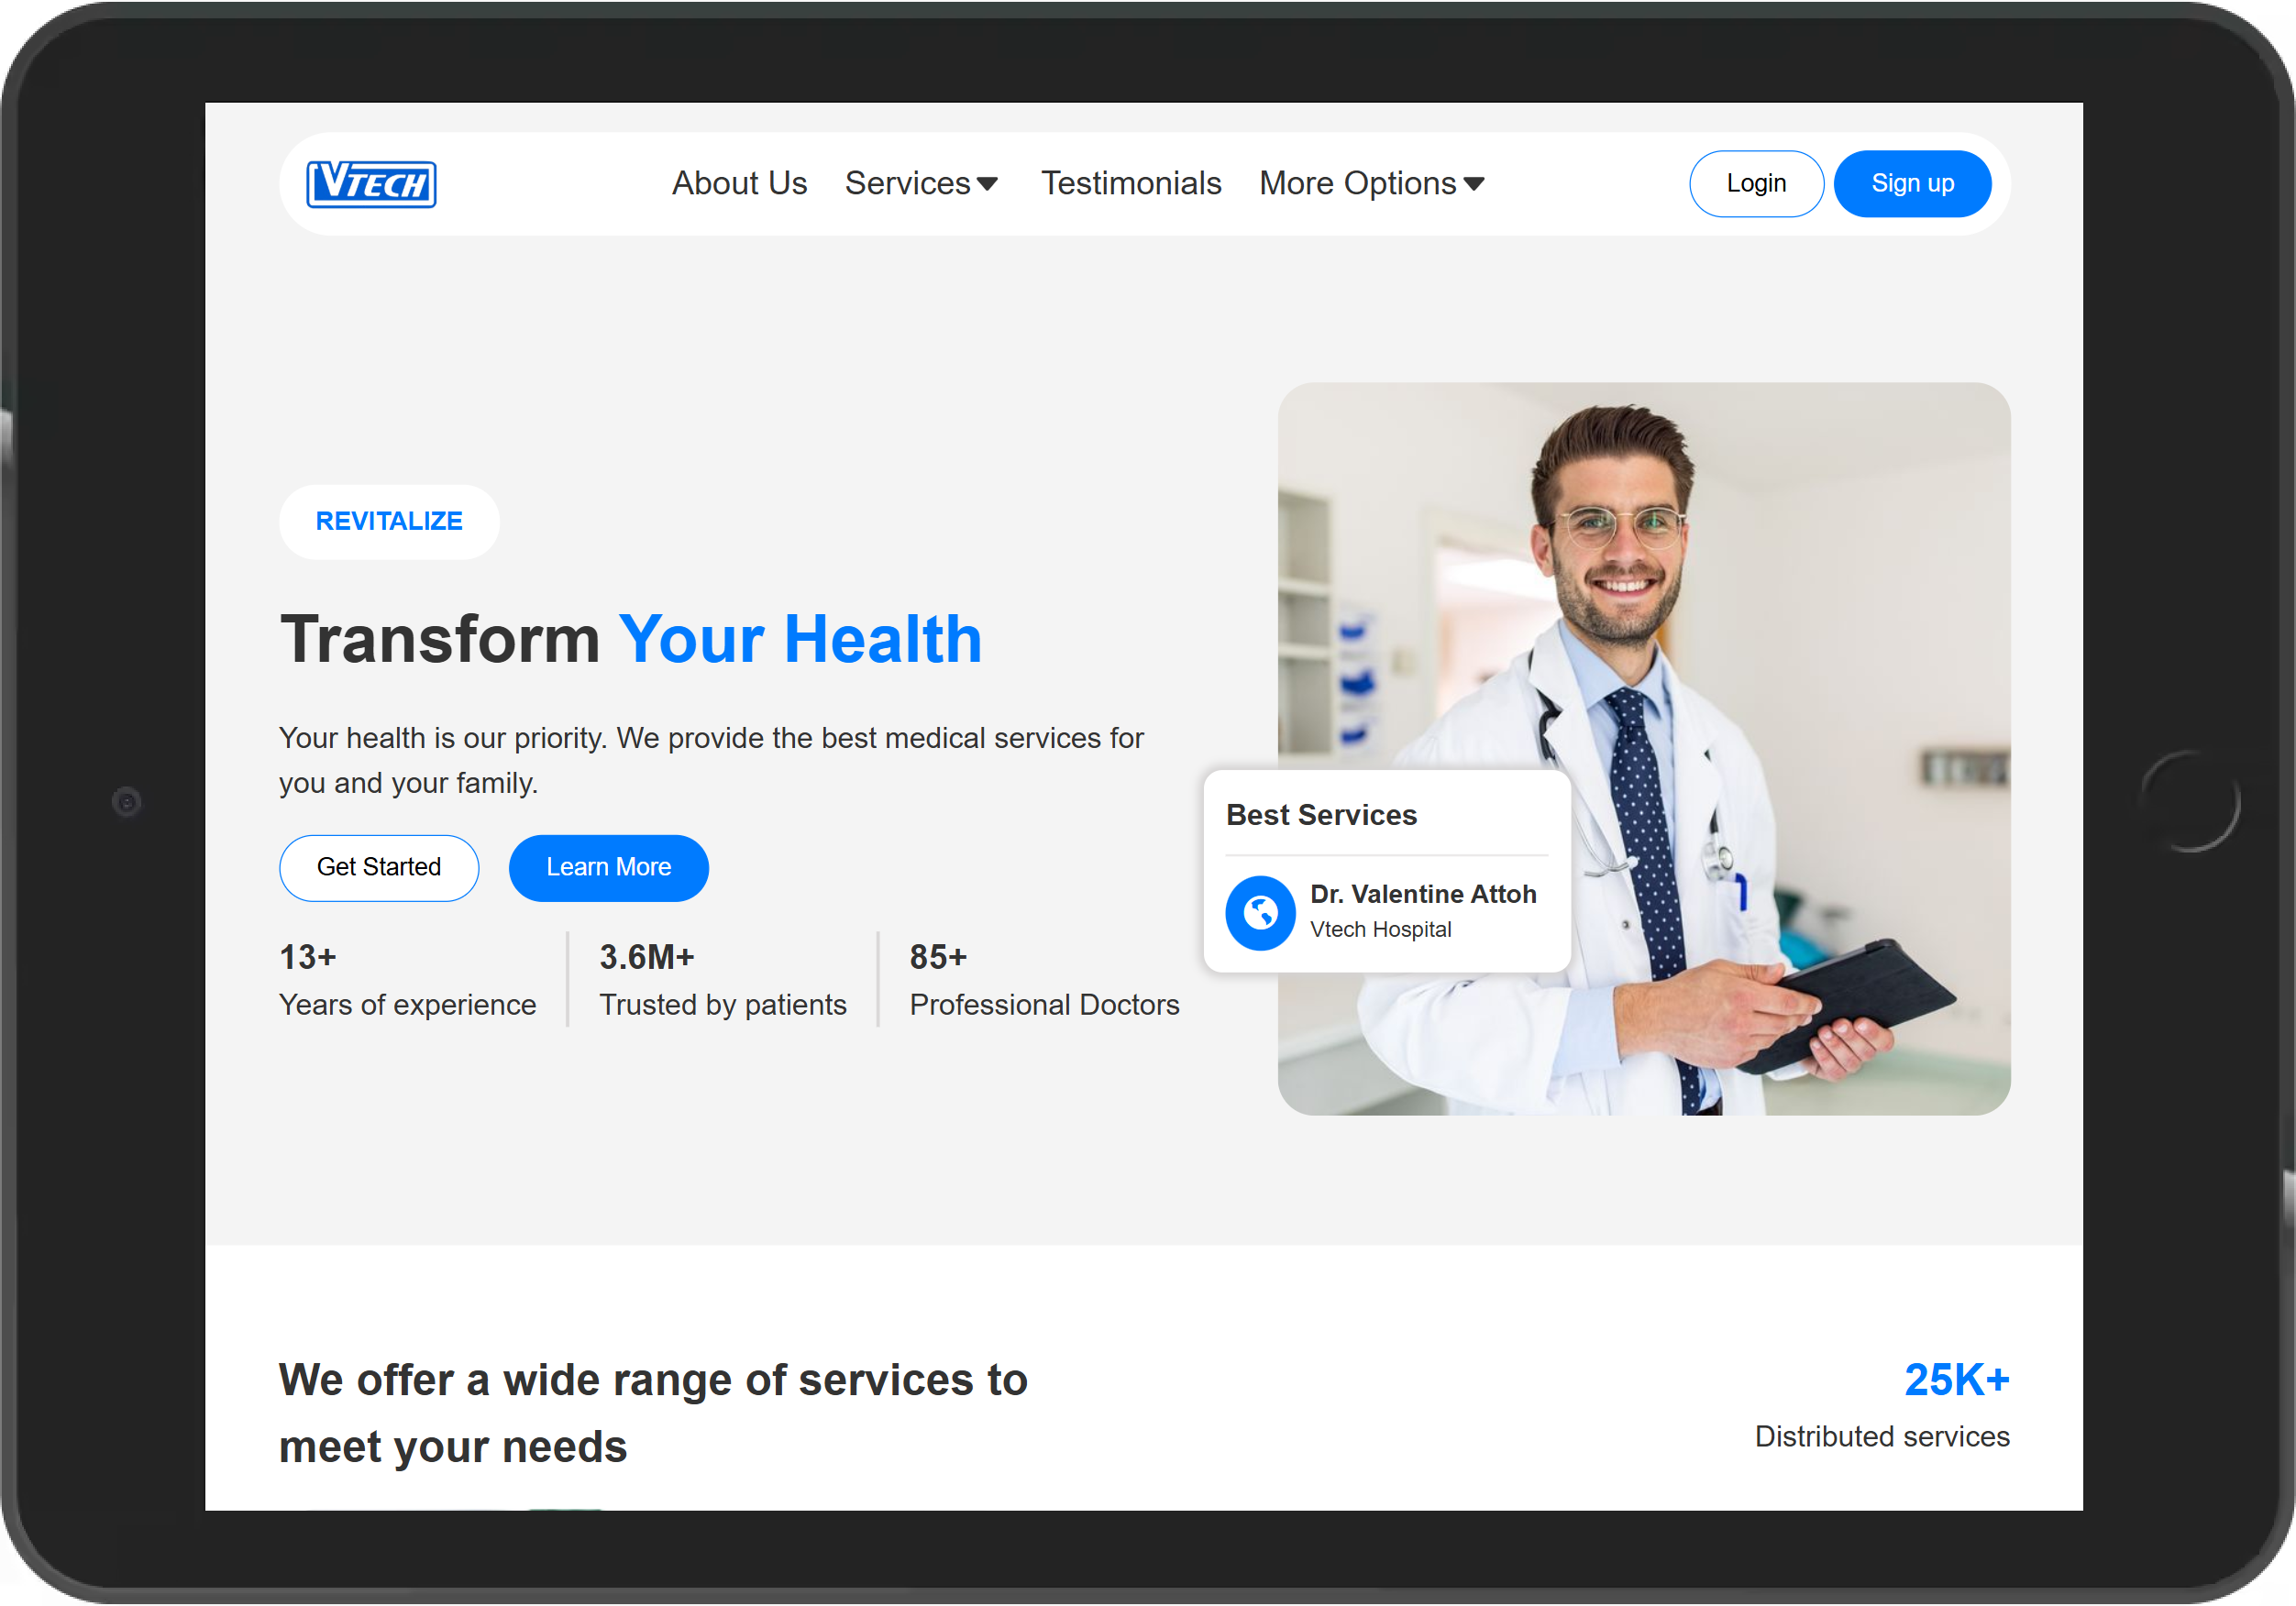 VTECH
About Us Services Testimonials More Options Login Sign up
REVITALIZE
Transform Your Health
Your health is our priority. We provide the best medical services for
you and your family.
Get Started Learn More
13+ 3.6M+ 85+
Years of experience Trusted by patients Professional Doctors
Best Services
Dr. Valentine Attoh
Vtech Hospital
We offer a wide range of services to
meet your needs
25K+
Distributed services